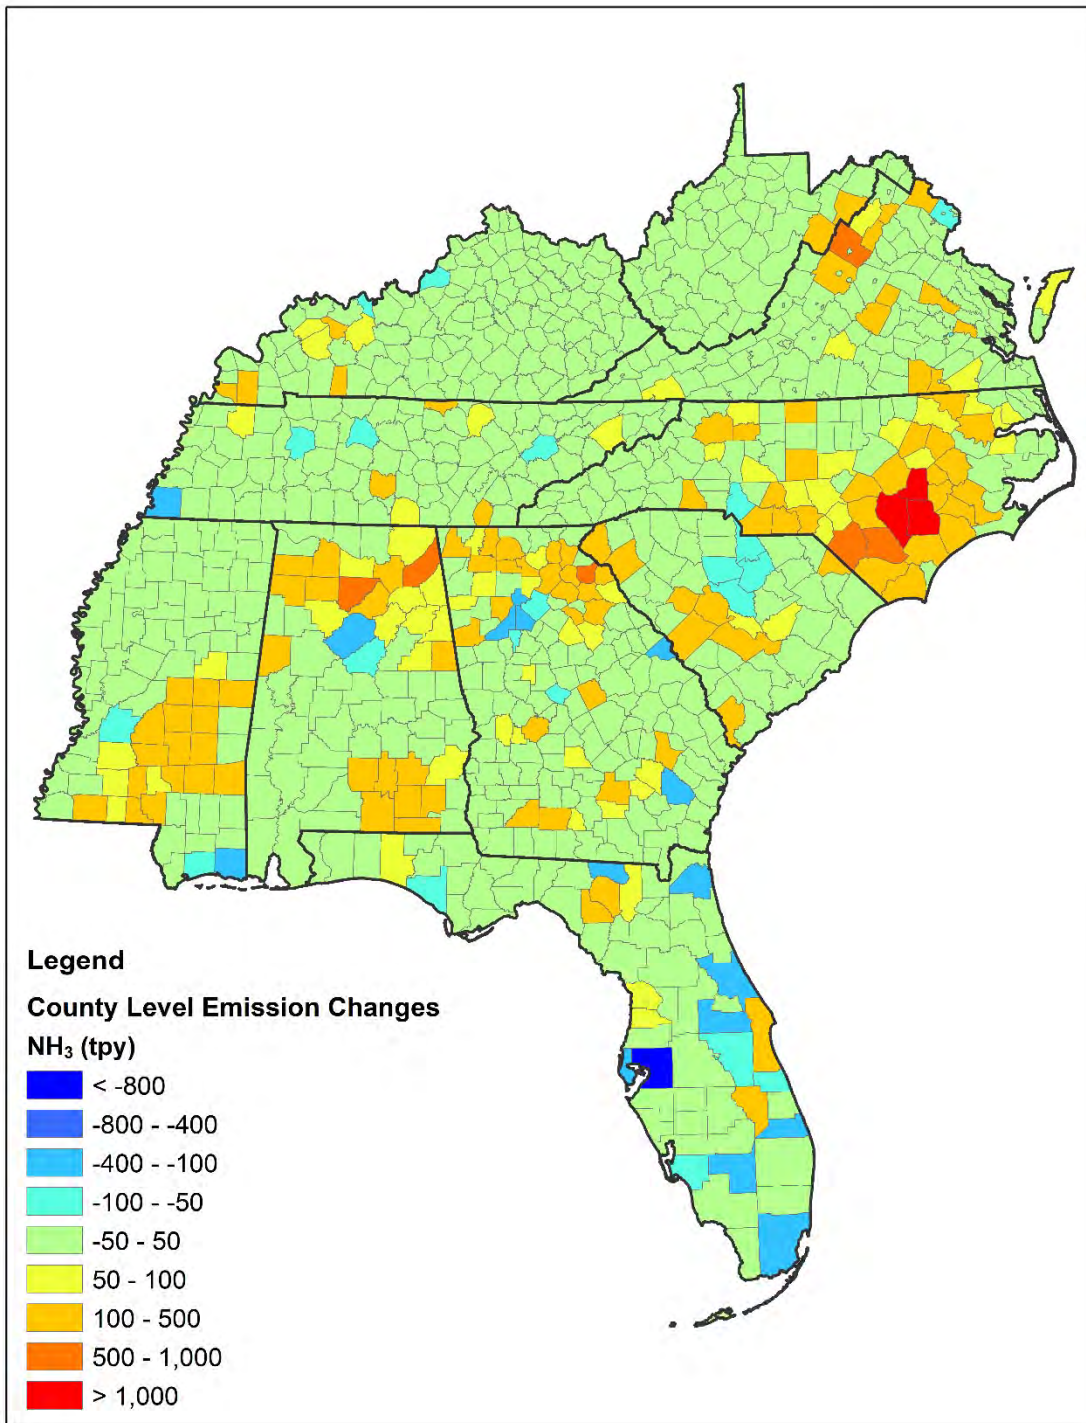 Legend
County Level Emission Changes
NH₃ (tpy)
< -800
-800 - -400
-400 - -100
-100 - -50
-50 - 50
50 - 100
100 - 500
500 - 1,000
> 1,000